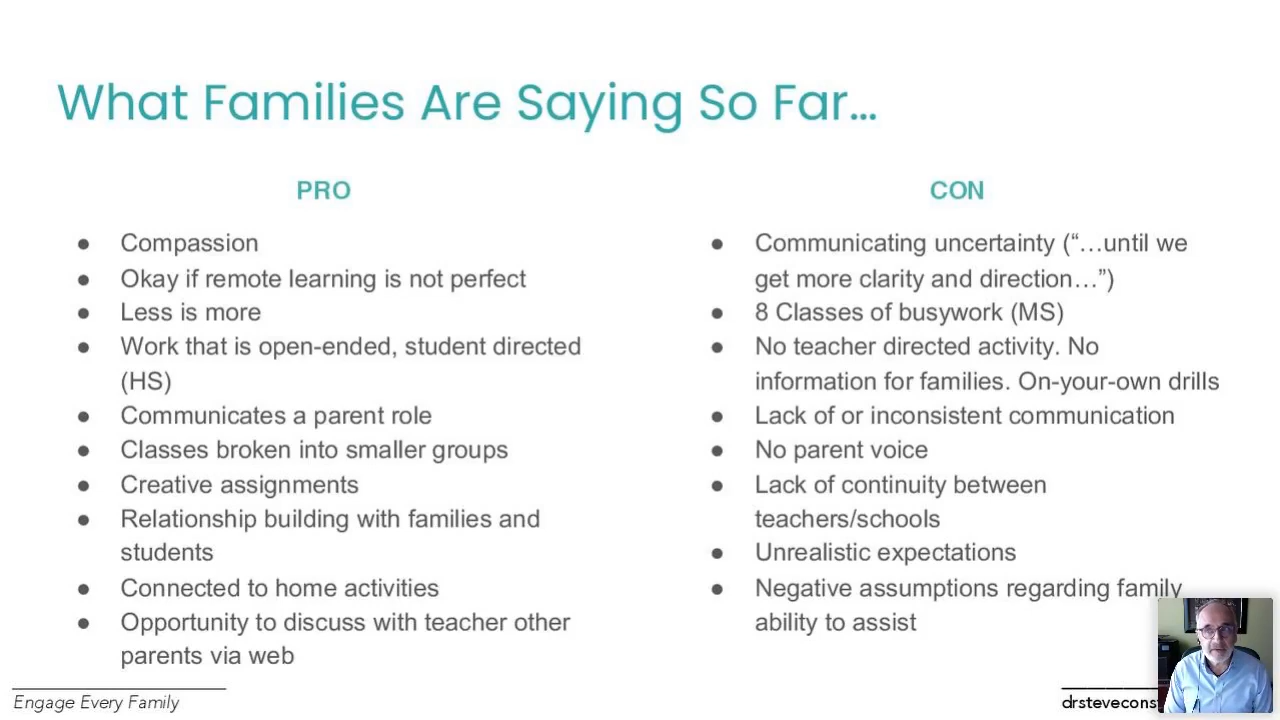 What Families Are Saying So Far...
PRO
● Compassion
● Okay if remote learning is not perfect
● Less is more
● Work that is open-ended, student directed
(HS)
● Communicates a parent role
● Classes broken into smaller groups
● Creative assignments
● Relationship building with families and
students
● Connected to home activities
● Opportunity to discuss with teacher other
parents via web
CON
● Communicating uncertainty (“…until we
get more clarity and direction…”)
● 8 Classes of busywork (MS)
● No teacher directed activity. No
information for families. On-your-own drills
● Lack of or inconsistent communication
● No parent voice
● Lack of continuity between
teachers/schools
● Unrealistic expectations
● Negative assumptions regarding family
ability to assist
Engage Every Family